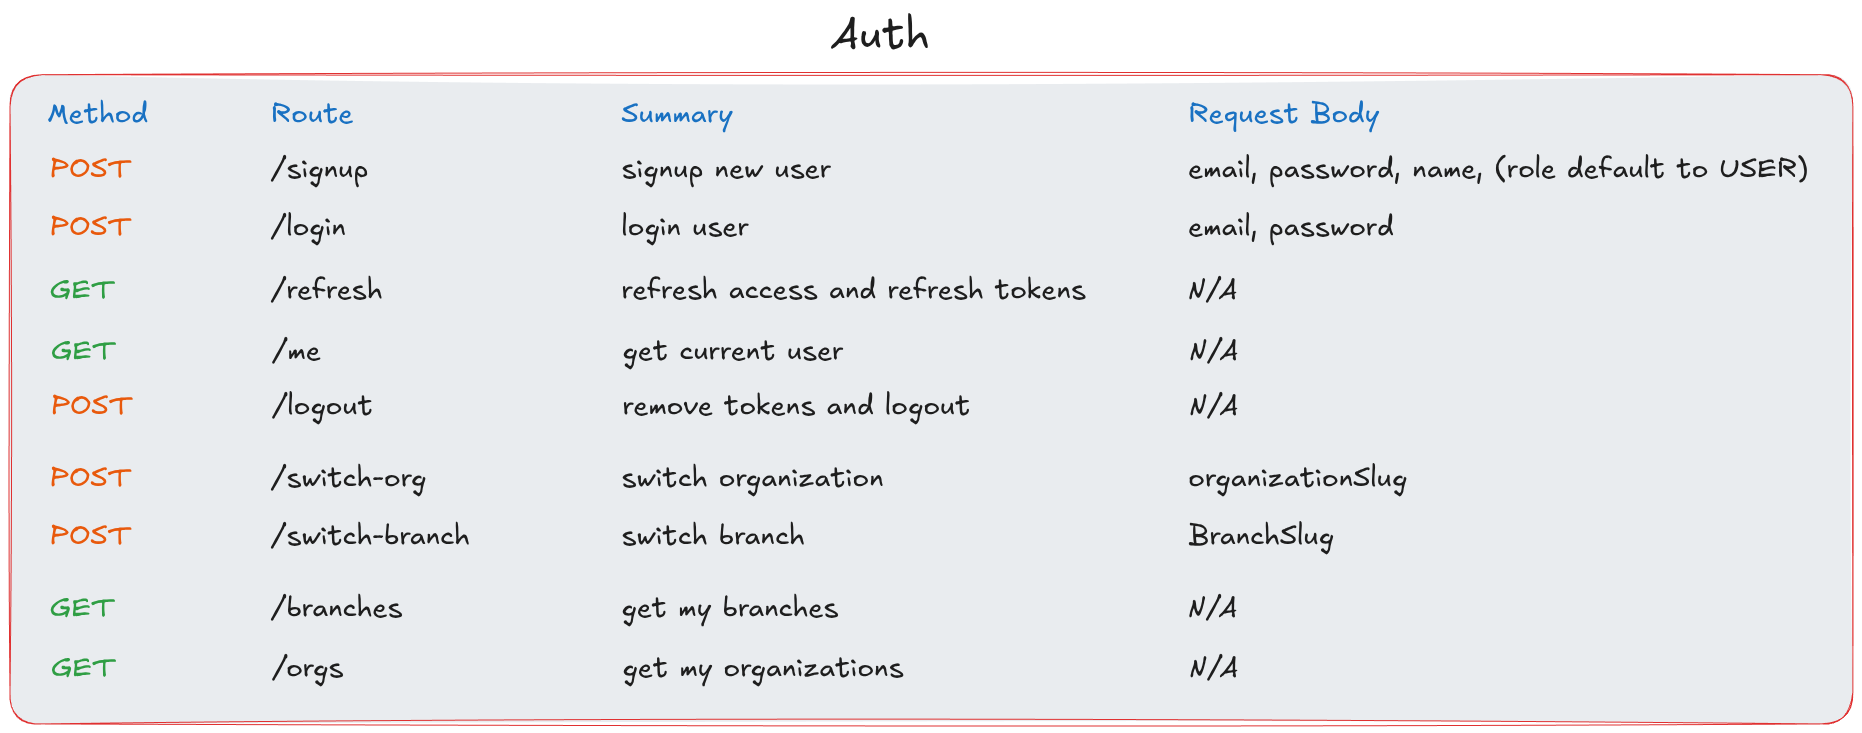 Auth
Method Route Summary Request Body
POST /signup signup new user email, password, name, (role default to USER)
POST /login login user email, password
GET /refresh refresh access and refresh tokens N/A
GET /me get current user N/A
POST /logout remove tokens and logout N/A
POST /switch-org switch organization organizationSlug
POST /switch-branch switch branch BranchSlug
GET /branches get my branches N/A
GET /orgs get my organizations N/A